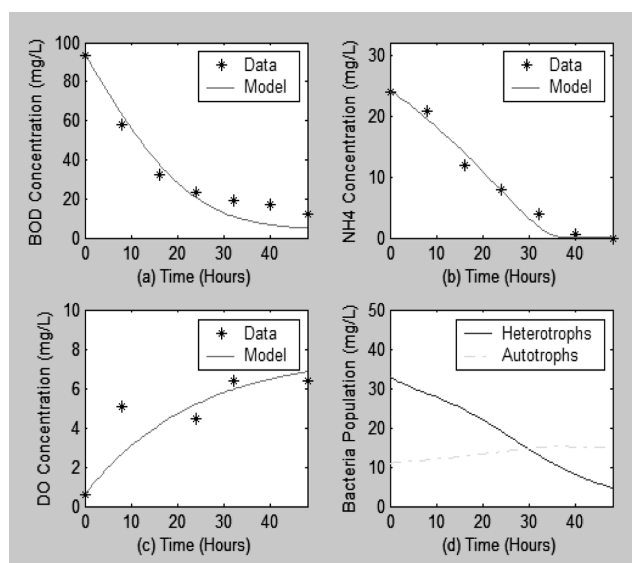 BOD Concentration (mg/L)
100
80
60
40
20
0
Data
Model
0 10 20 30 40
(a) Time (Hours)
NH4 Concentration (mg/L)
30
20
10
0
Data
Model
0 10 20 30 40
(b) Time (Hours)
DO Concentration (mg/L)
10
8
6
4
2
0
Data
Model
0 10 20 30 40
(c) Time (Hours)
Bacteria Population (mg/L)
50
40
30
20
10
0
Heterotrophs
Autotrophs
0 10 20 30 40
(d) Time (Hours)